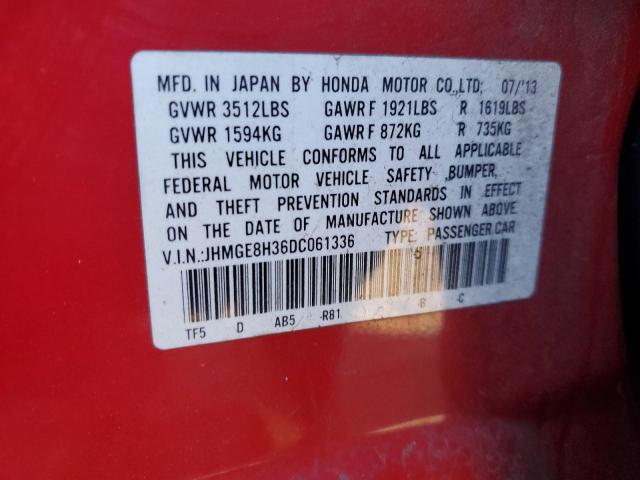 MFD. IN JAPAN BY HONDA MOTOR CO.,LTD; 07/'13
GVWR 3512LBS GAWR F 1921LBS R 1619LBS
GVWR 1594KG GAWR F 872KG R 735KG
THIS VEHICLE CONFORMS TO ALL APPLICABLE
FEDERAL MOTOR VEHICLE SAFETY, BUMPER,
AND THEFT PREVENTION STANDARDS IN EFFECT
ON THE DATE OF MANUFACTURE SHOWN ABOVE.
V.I.N.:JHMGE8H36DC061336 TYPE: PASSENGER CAR
5
TF5 D AB5 -R81 B -C